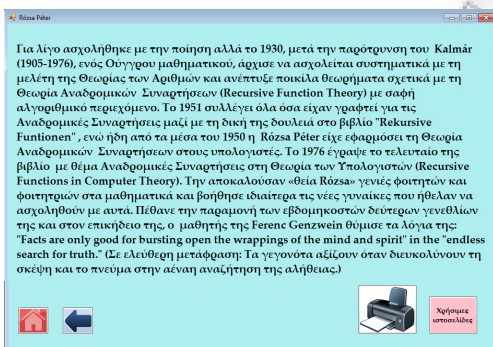 Rózsa Péter
Για λίγο ασχολήθηκε με την ποίηση αλλά το 1930, μετά την παρότρυνση του Kalmár
(1905-1976), ενός Ούγγρου μαθηματικού, άρχισε να ασχολείται συστηματικά με τη
μελέτη της Θεωρίας των Αριθμών και ανέπτυξε ποικίλα θεωρήματα σχετικά με τη
Θεωρία Αναδρομικών Συναρτήσεων (Recursive Function Theory) με σαφή
αλγοριθμικό περιεχόμενο. Το 1951 συλλέγει όλα όσα είχαν γραφτεί για τις
Αναδρομικές Συναρτήσεις μαζί με τη δική της δουλειά στο βιβλίο "Rekursive
Funtionen" , ενώ ήδη από τα μέσα του 1950 η Rózsa Péter είχε εφαρμόσει τη Θεωρία
Αναδρομικών Συναρτήσεων στους υπολογιστές. Το 1976 έγραψε το τελευταίο της
βιβλίο με θέμα Αναδρομικές Συναρτήσεις στη Θεωρία των Υπολογιστών (Recursive
Functions in Computer Theory). Την αποκαλούσαν «θεία Rózsa» γενιές φοιτητών και
φοιτητριών στα μαθηματικά και βοήθησε ιδιαίτερα τις νέες γυναίκες που ήθελαν να
ασχοληθούν με αυτά. Πέθανε την παραμονή των εβδομηκοστών δεύτερων γενεθλίων
της και στον επικήδειο της, ο μαθητής της Ferenc Genzwein θύμισε τα λόγια της:
"Facts are only good for bursting open the wrappings of the mind and spirit" in the "endless
search for truth." (Σε ελεύθερη μετάφραση: Τα γεγονότα αξίζουν όταν διευκολύνουν τη
σκέψη και το πνεύμα στην αέναη αναζήτηση της αλήθειας.)
Χρήσιμες
ιστοσελίδες